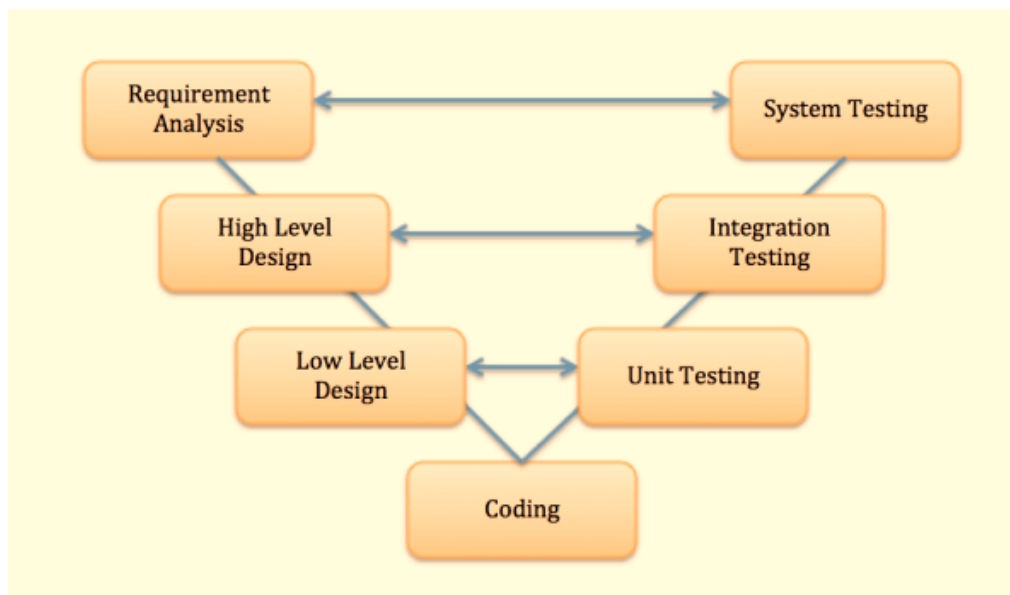 Requirement
Analysis
System Testing
High Level
Design
Integration
Testing
Low Level
Design
Unit Testing
Coding